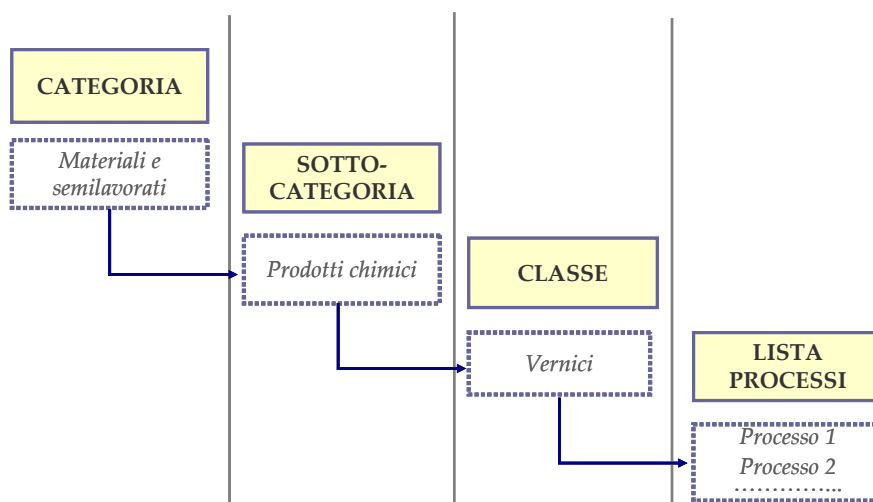 CATEGORIA
Materiali e
semilavorati
SOTTO-
CATEGORIA
Prodotti chimici
CLASSE
Vernici
LISTA
PROCESSI
Processo 1
Processo 2
…………...